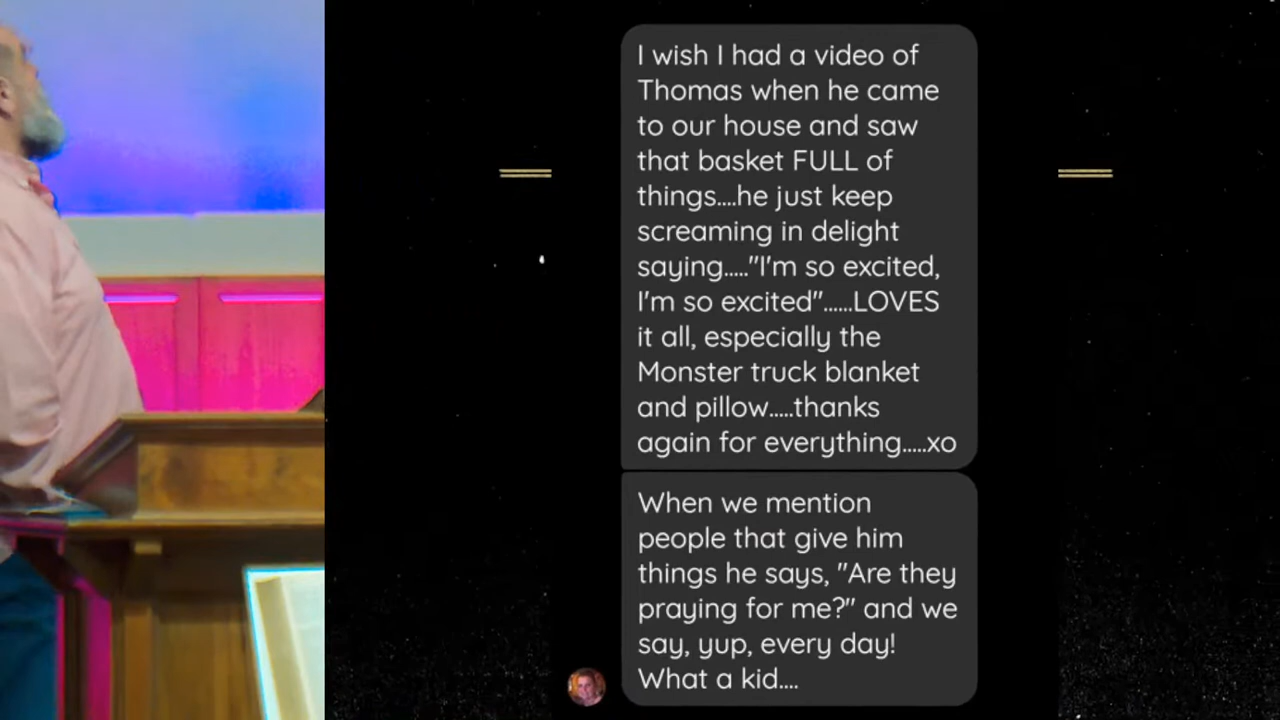 I wish I had a video of
Thomas when he came
to our house and saw
that basket FULL of
things....he just keep
screaming in delight
saying....."I'm so excited,
I'm so excited"......LOVES
it all, especially the
Monster truck blanket
and pillow.....thanks
again for everything.....xo
When we mention
people that give him
things he says, "Are they
praying for me?" and we
say, yup, every day!
What a kid....